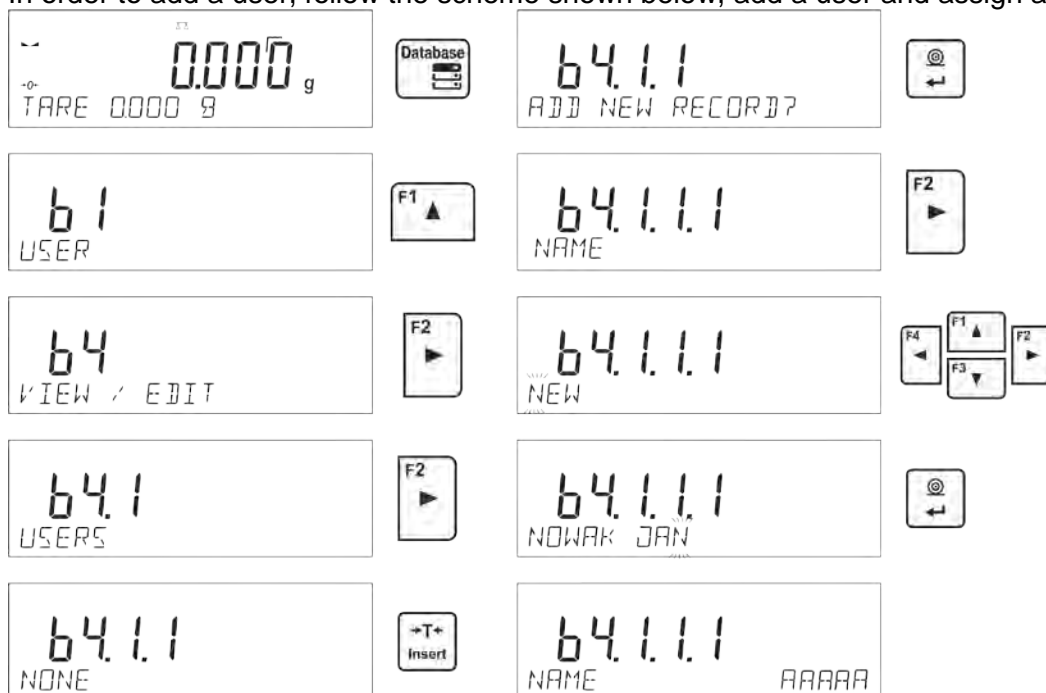 In order to add a user, follow the scheme shown below, add a user and assign a
0.000 g
-0-
TARE 0.000 g
Database
b1
USER
F1
b4
VIEW / EDIT
F2
b4.1
USERS
F2
b4.1.1
NONE
→T←
Insert
b4.1.1
ADD NEW RECORD?
b4.1.1.1
NAME
F2
b4.1.1.1
NEW
F4 F1 F2
F3
b4.1.1.1
NOWAK JAN
b4.1.1.1
NAME AAAAA